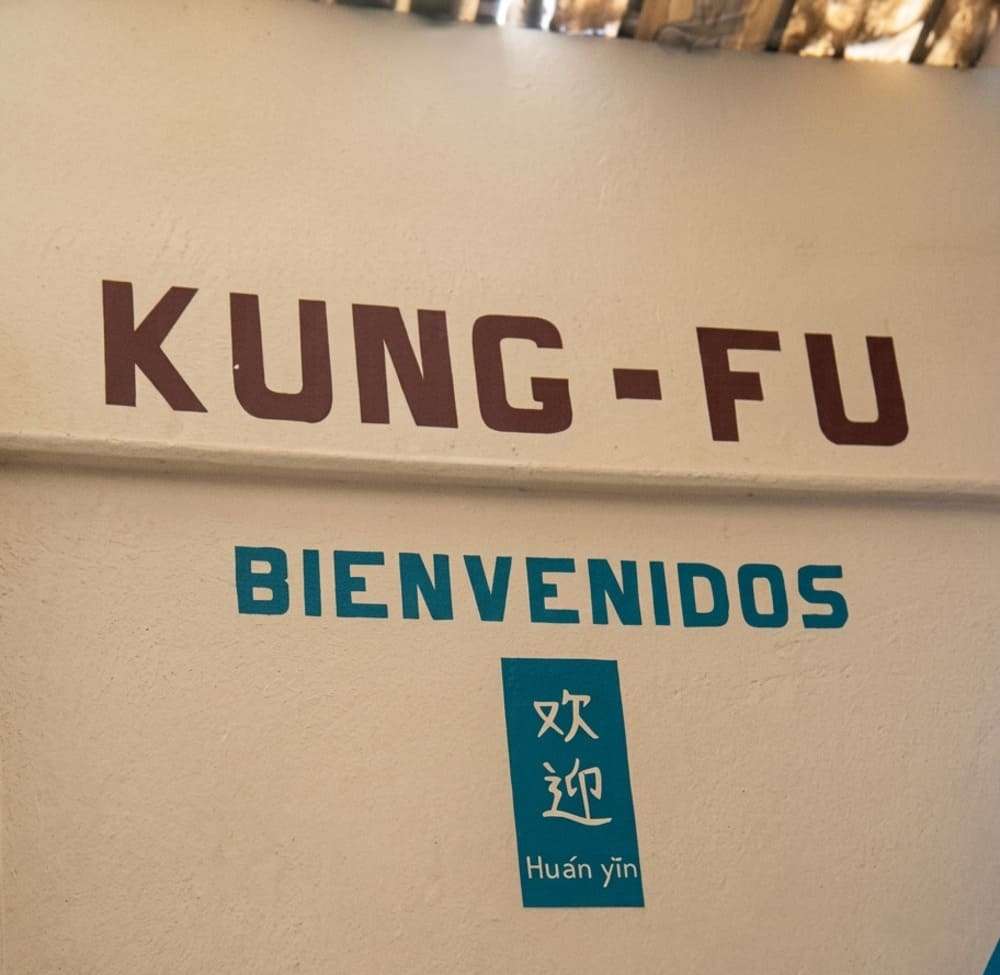 KUNG-FU
BIENVENIDOS
欢
迎
Huán yīn